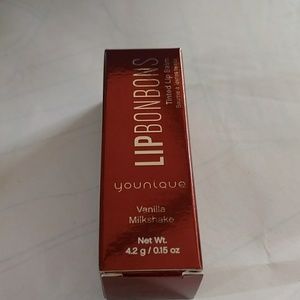 LIPBONBONS
Tinted Lip Balm
younique
Vanilla
Milkshake
Net Wt.
4.2 g / 0.15 oz